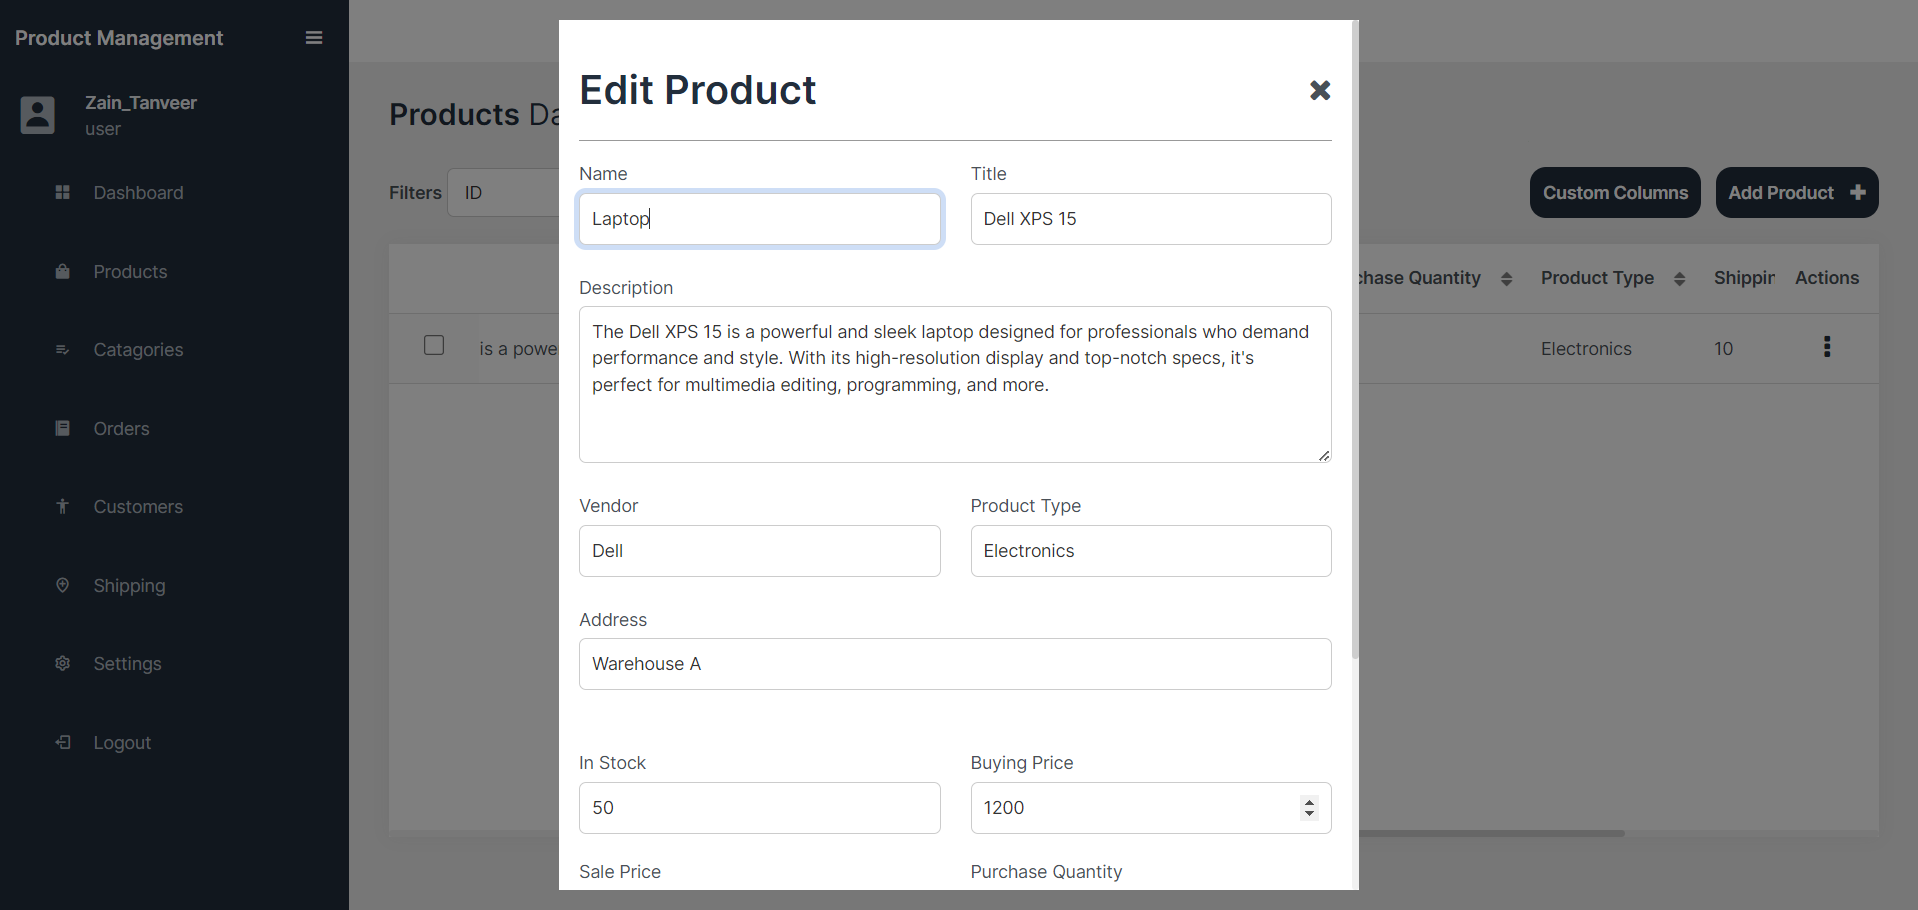 Product Management
Zain_Tanveer
user
Dashboard
Products
Catagories
Orders
Customers
Shipping
Settings
Logout
Products
Filters
ID
Custom Columns
Add Product
Quantity
Product Type
Actions
is a
Electronics
10
Edit Product
Name
Title
Laptop
Dell XPS 15
Description
The Dell XPS 15 is a powerful and sleek laptop designed for professionals who demand
performance and style. With its high-resolution display and top-notch specs, it's
perfect for multimedia editing, programming, and more.
Vendor
Product Type
Dell
Electronics
Address
Warehouse A
In Stock
Buying Price
50
1200
Sale Price
Purchase Quantity